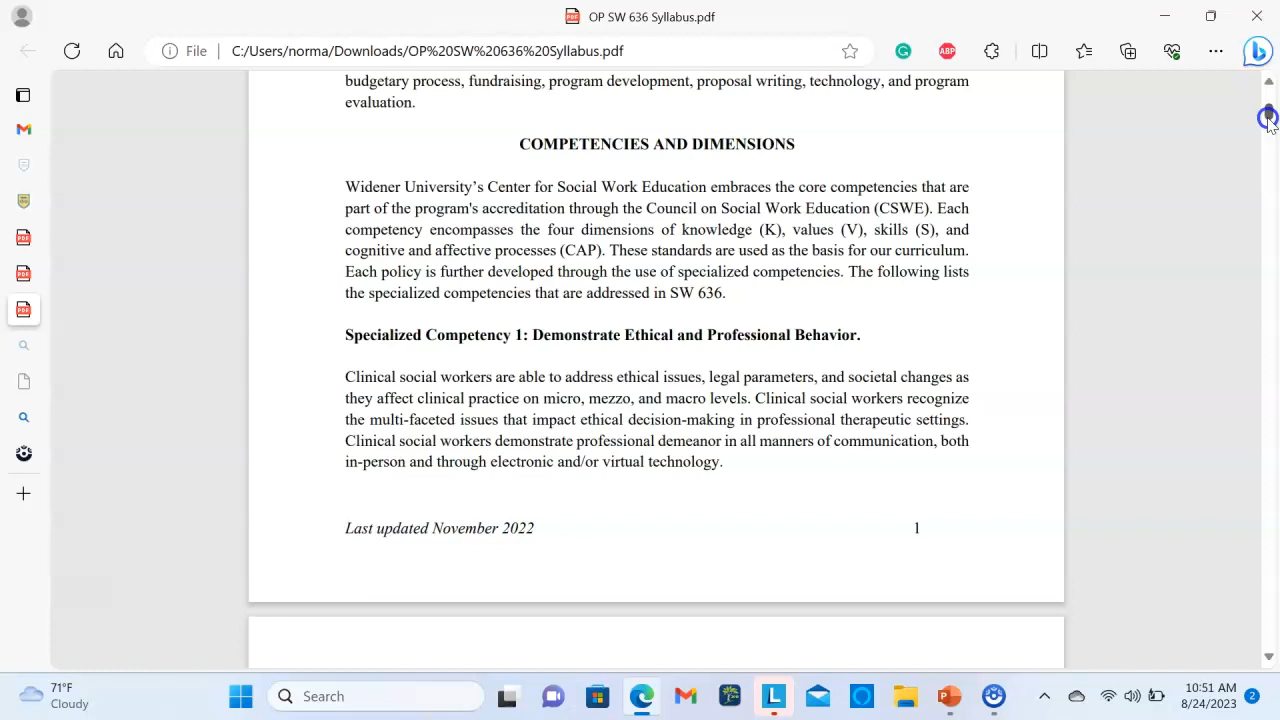 OP SW 636 Syllabus.pdf
File
C:/Users/norma/Downloads/OP%20SW%20636%20Syllabus.pdf
ABP
budgetary process, fundraising, program development, proposal writing, technology, and program
evaluation.
COMPETENCIES AND DIMENSIONS
Widener University’s Center for Social Work Education embraces the core competencies that are
part of the program's accreditation through the Council on Social Work Education (CSWE). Each
competency encompasses the four dimensions of knowledge (K), values (V), skills (S), and
cognitive and affective processes (CAP). These standards are used as the basis for our curriculum.
Each policy is further developed through the use of specialized competencies. The following lists
the specialized competencies that are addressed in SW 636.
Specialized Competency 1: Demonstrate Ethical and Professional Behavior.
Clinical social workers are able to address ethical issues, legal parameters, and societal changes as
they affect clinical practice on micro, mezzo, and macro levels. Clinical social workers recognize
the multi-faceted issues that impact ethical decision-making in professional therapeutic settings.
Clinical social workers demonstrate professional demeanor in all manners of communication, both
in-person and through electronic and/or virtual technology.
Last updated November 2022 1
71°F
Cloudy
Search
10:51 AM
8/24/2023
2